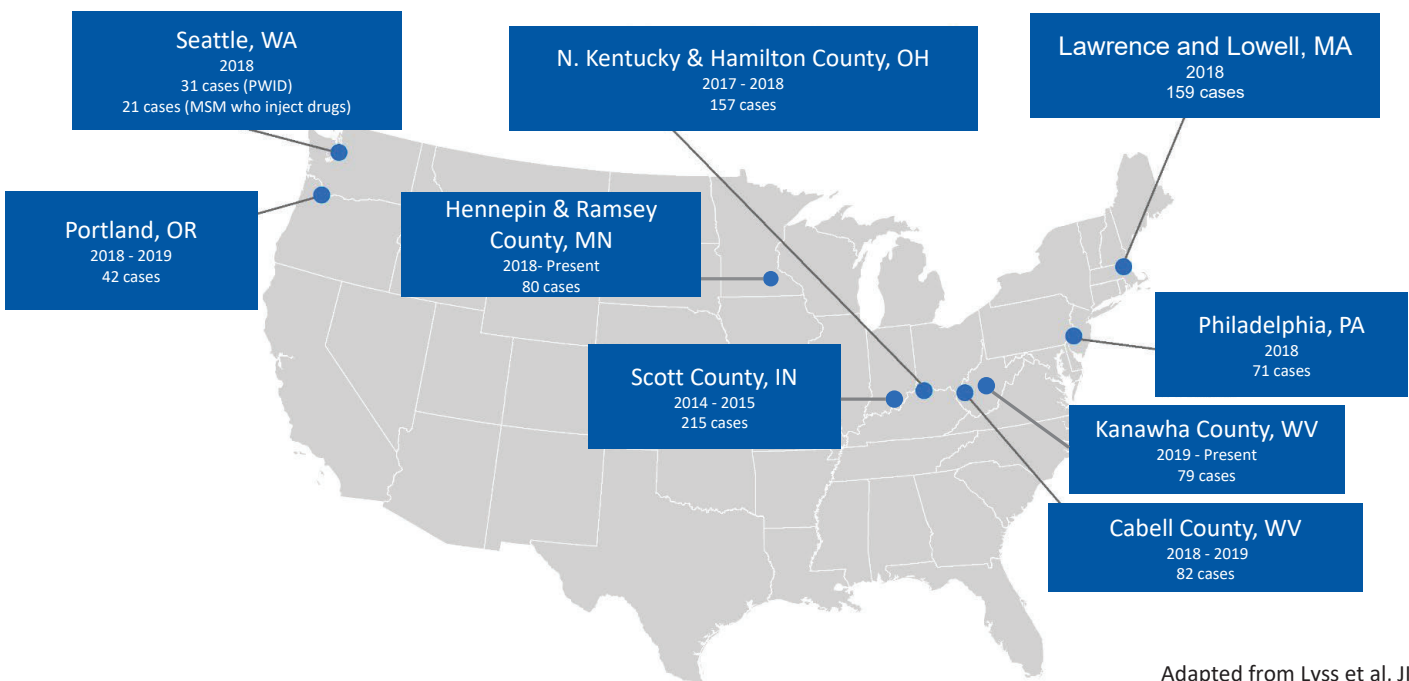 Seattle, WA
2018
31 cases (PWID)
21 cases (MSM who inject drugs)
N. Kentucky & Hamilton County, OH
2017 - 2018
157 cases
Lawrence and Lowell, MA
2018
159 cases
Portland, OR
2018 - 2019
42 cases
Hennepin & Ramsey
County, MN
2018- Present
80 cases
Philadelphia, PA
2018
71 cases
Scott County, IN
2014 - 2015
215 cases
Kanawha County, WV
2019 - Present
79 cases
Cabell County, WV
2018 - 2019
82 cases
Adapted from Lyss et al,